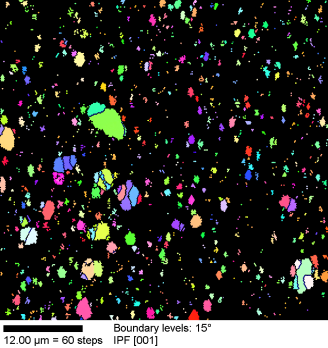 Boundary levels: 15°
12.00 µm = 60 steps IPF [001]